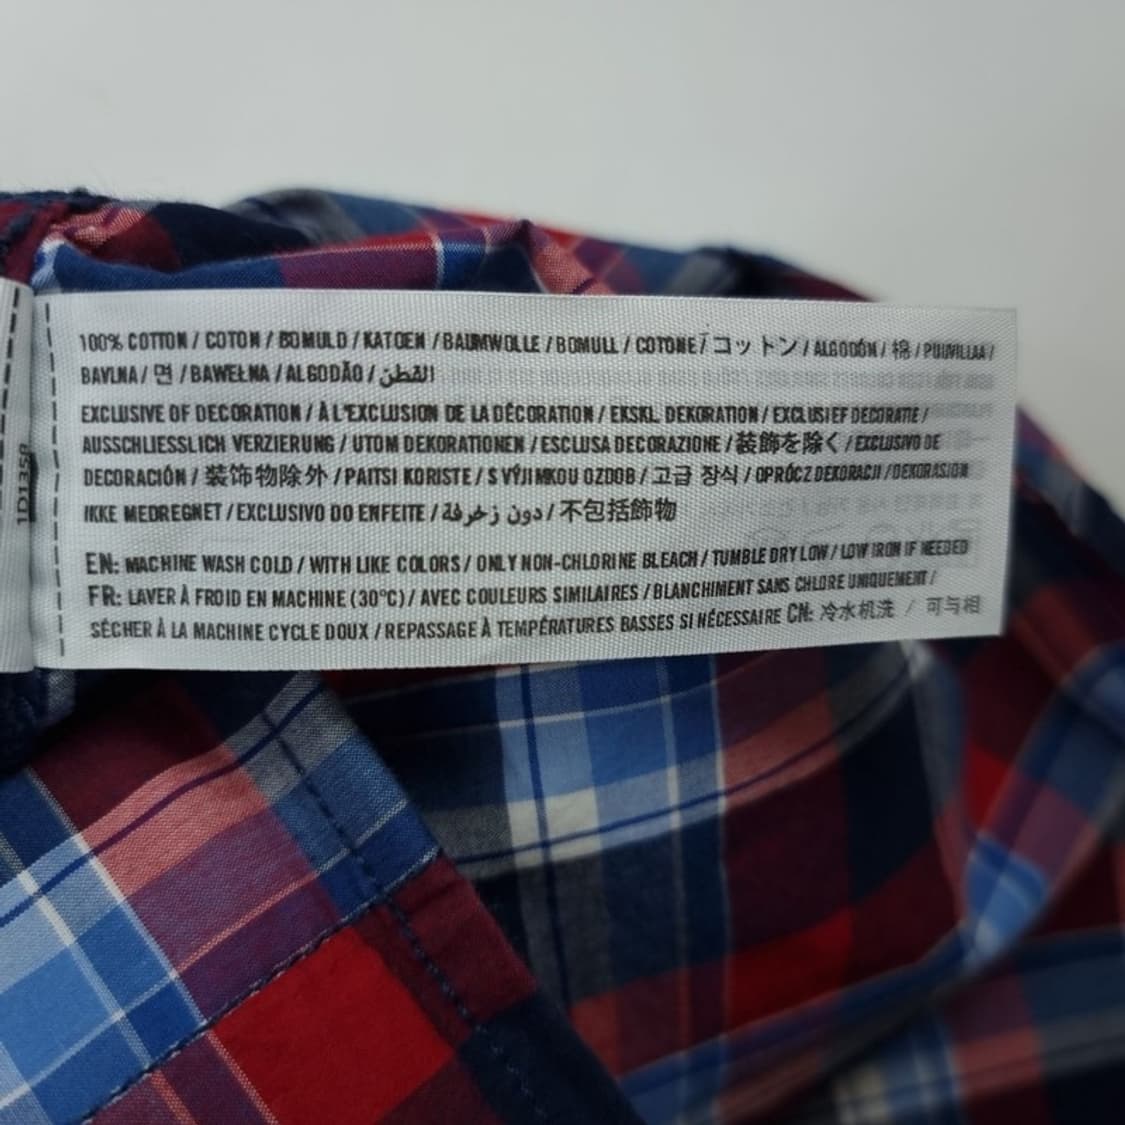 100% COTTON / COTON / BOMULD / KATOEN / BAUMWOLLE / BOMULL / COTONE / コットン / ALGODÓN / 棉 / PUUVILLAA /
BAVLNA / 면 / BAWEŁNA / ALGODÃO / القطن
EXCLUSIVE OF DECORATION / À L'EXCLUSION DE LA DÉCORATION / EKSKL. DEKORATION / EXCLUSIEF DECORATIE /
AUSSCHLIESSLICH VERZIERUNG / UTOM DEKORATIONEN / ESCLUSA DECORAZIONE / 装飾を除く / EXCLUSIVO DE
DECORACIÓN / 装饰物除外 / PAITSI KORISTE / S VÝJIMKOU OZDOB / 고급 장식 / OPRÓCZ DEKORACJI / DEKORASJON
IKKE MEDREGNET / EXCLUSIVO DO ENFEITE / دون زخرفة / 不包括飾物
EN: MACHINE WASH COLD / WITH LIKE COLORS / ONLY NON-CHLORINE BLEACH / TUMBLE DRY LOW / LOW IRON IF NEEDED
FR: LAVER À FROID EN MACHINE (30°C) / AVEC COULEURS SIMILAIRES / BLANCHIMENT SANS CHLORE UNIQUEMENT /
SÉCHER À LA MACHINE CYCLE DOUX / REPASSAGE À TEMPÉRATURES BASSES SI NÉCESSAIRE CN: 冷水机洗 / 可与相